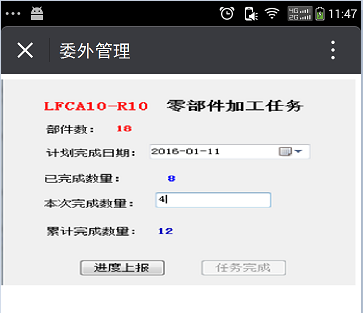 4G 2G 11:47
委外管理
LFCA10-R10 零部件加工任务
部件数： 18
计划完成日期： 2016-01-11
已完成数量： 8
本次完成数量： 4
累计完成数量： 12
进度上报 任务完成